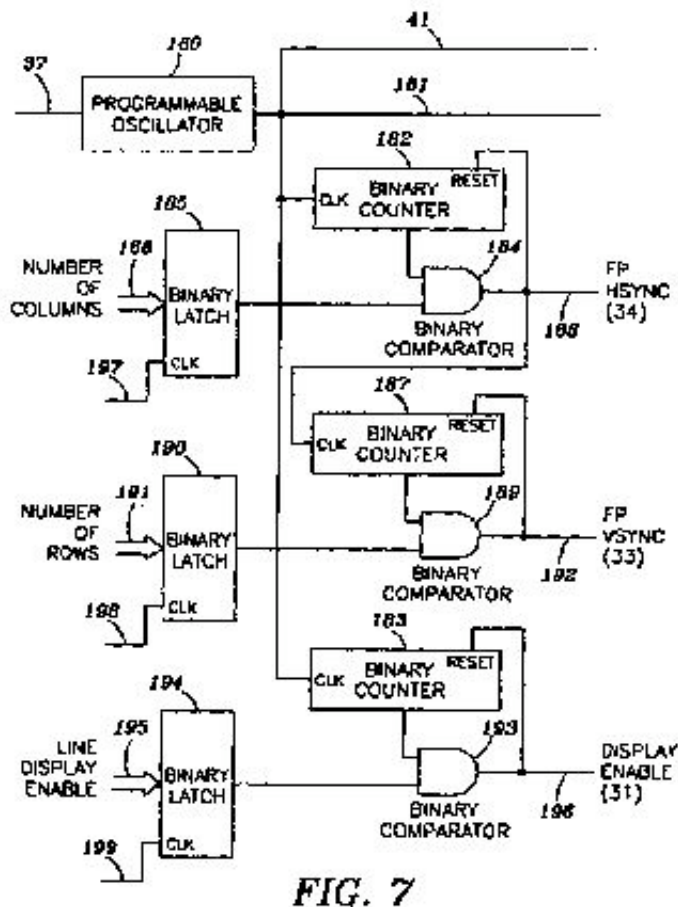 180
41
97
PROGRAMMABLE
OSCILLATOR
181
182
RESET
CLK
BINARY
COUNTER
185
184
NUMBER
OF
COLUMNS
BINARY
LATCH
CLK
197
FP
HSYNC
(34)
BINARY
COMPARATOR
187
RESET
CLK
BINARY
COUNTER
190
189
NUMBER
OF
ROWS
191
BINARY
LATCH
CLK
198
FP
VSYNC
(33)
192
BINARY
COMPARATOR
183
RESET
CLK
BINARY
COUNTER
194
193
LINE
DISPLAY
ENABLE
195
BINARY
LATCH
CLK
199
DISPLAY
ENABLE
(31)
196
BINARY
COMPARATOR
FIG. 7